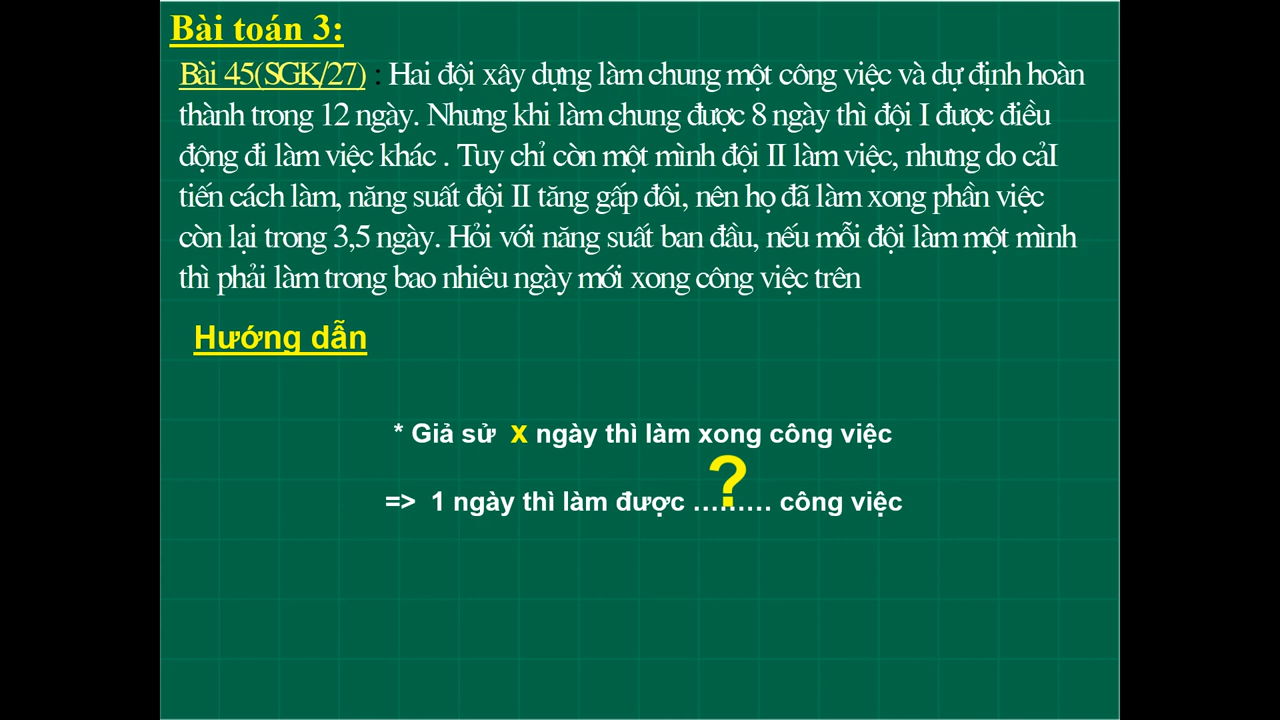 Bài toán 3:
Bài 45(SGK/27) : Hai đội xây dựng làm chung một công việc và dự định hoàn
thành trong 12 ngày. Nhưng khi làm chung được 8 ngày thì đội I được điều
động đi làm việc khác . Tuy chỉ còn một mình đội II làm việc, nhưng do cảI
tiến cách làm, năng suất đội II tăng gấp đôi, nên họ đã làm xong phần việc
còn lại trong 3,5 ngày. Hỏi với năng suất ban đầu, nếu mỗi đội làm một mình
thì phải làm trong bao nhiêu ngày mới xong công việc trên
Hướng dẫn
* Giả sử x ngày thì làm xong công việc
?
=> 1 ngày thì làm được ......... công việc